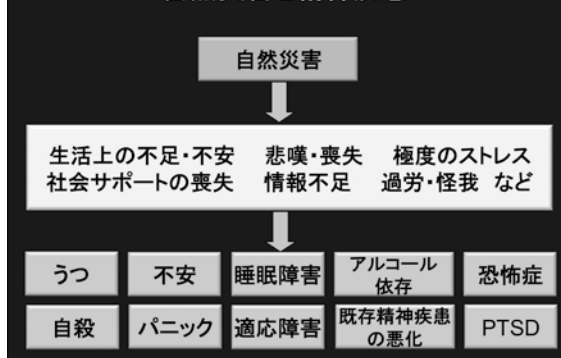 自然災害
生活上の不足・不安 悲嘆・喪失 極度のストレス
社会サポートの喪失 情報不足 過労・怪我 など
うつ 不安 睡眠障害 アルコール依存 恐怖症
自殺 パニック 適応障害 既存精神疾患の悪化 PTSD